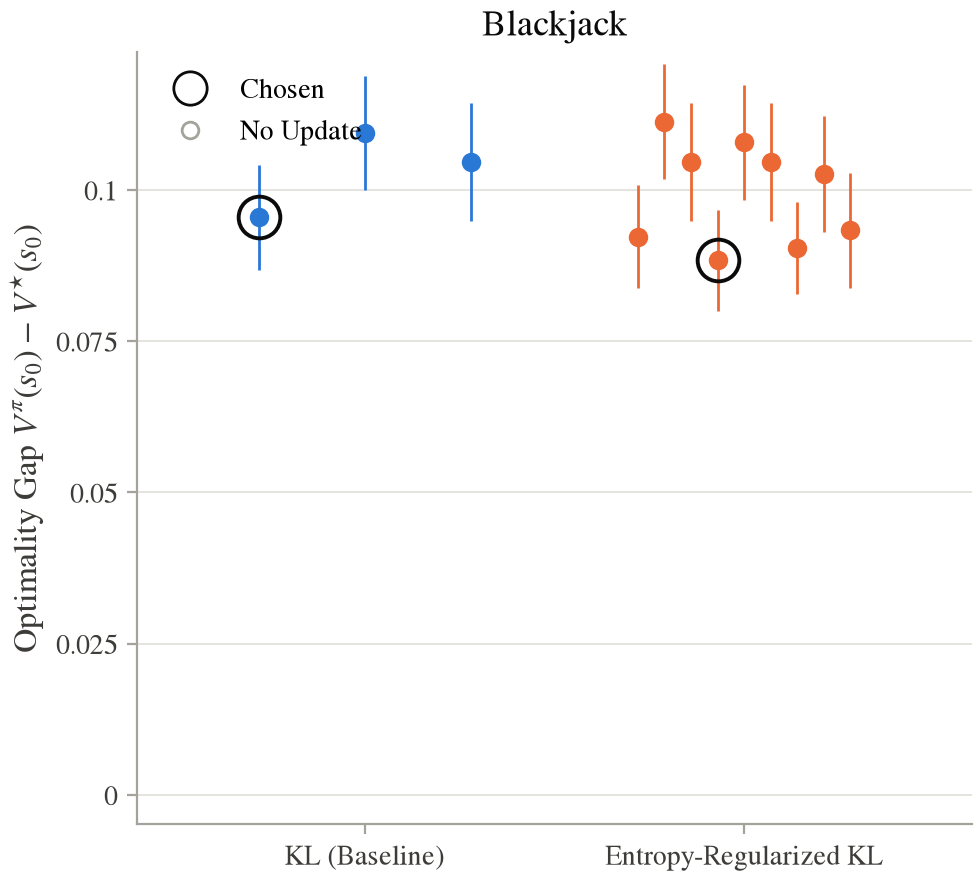 Blackjack
Chosen
No Update
0.1
0.075
0.05
0.025
0
Optimality Gap V^π(s₀) − V^★(s₀)
KL (Baseline)
Entropy-Regularized KL